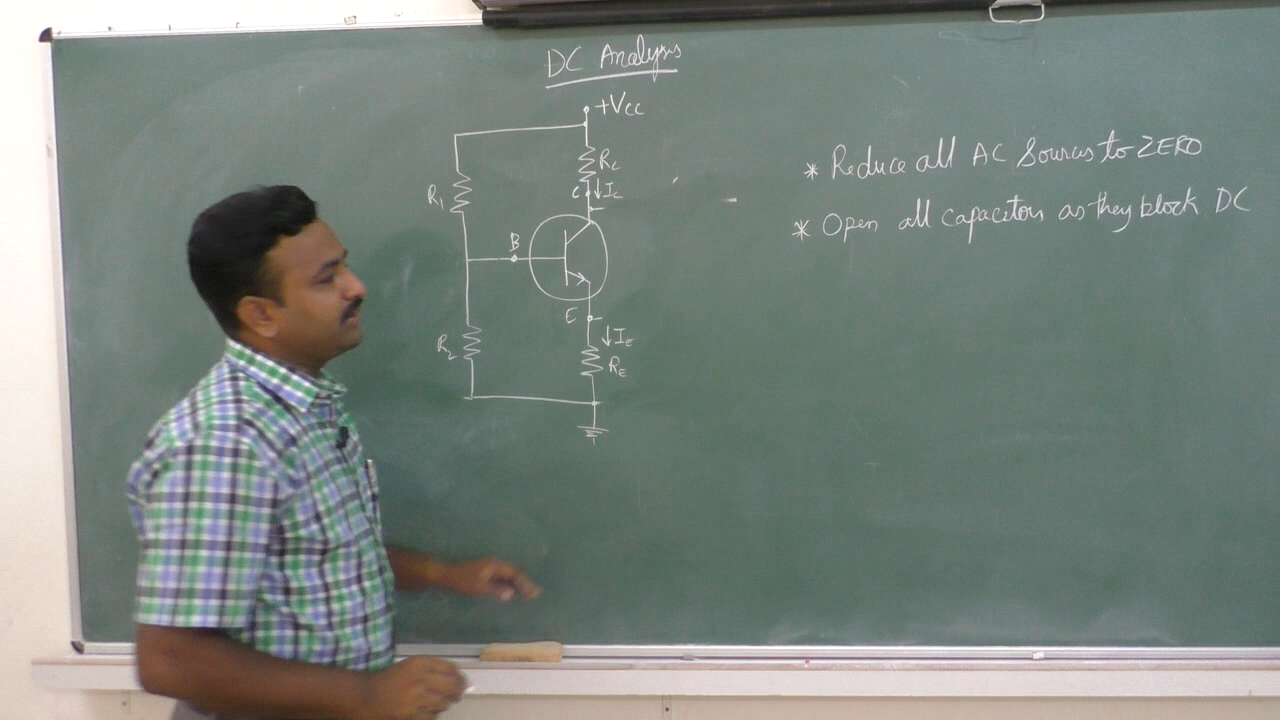 DC Analysis
+VCC
RC
R1
C
IC
B
E
IE
R2
RE
* Reduce all AC Sources to ZERO
* Open all capacitors as they block DC